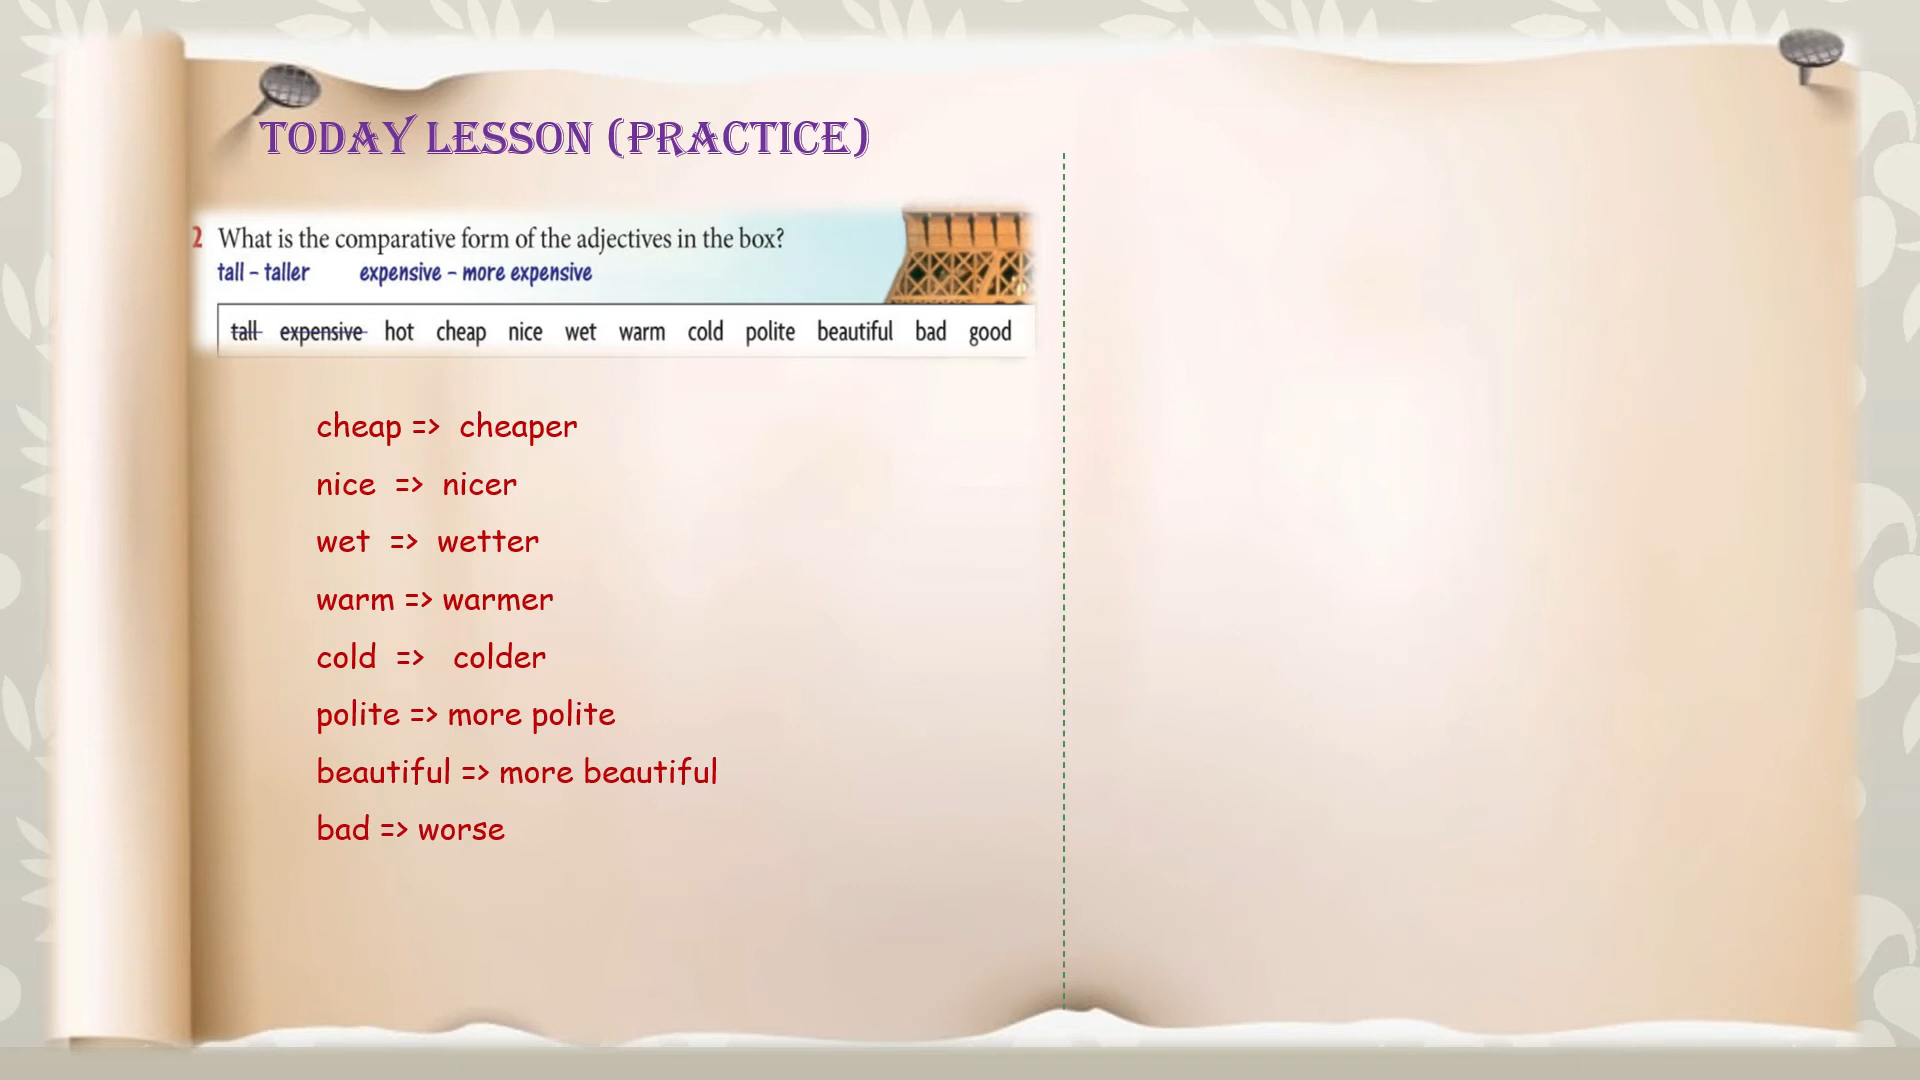 TODAY LESSON (PRACTICE)
2 What is the comparative form of the adjectives in the box?
tall – taller expensive – more expensive
tall expensive hot cheap nice wet warm cold polite beautiful bad good
cheap => cheaper
nice => nicer
wet => wetter
warm => warmer
cold => colder
polite => more polite
beautiful => more beautiful
bad => worse